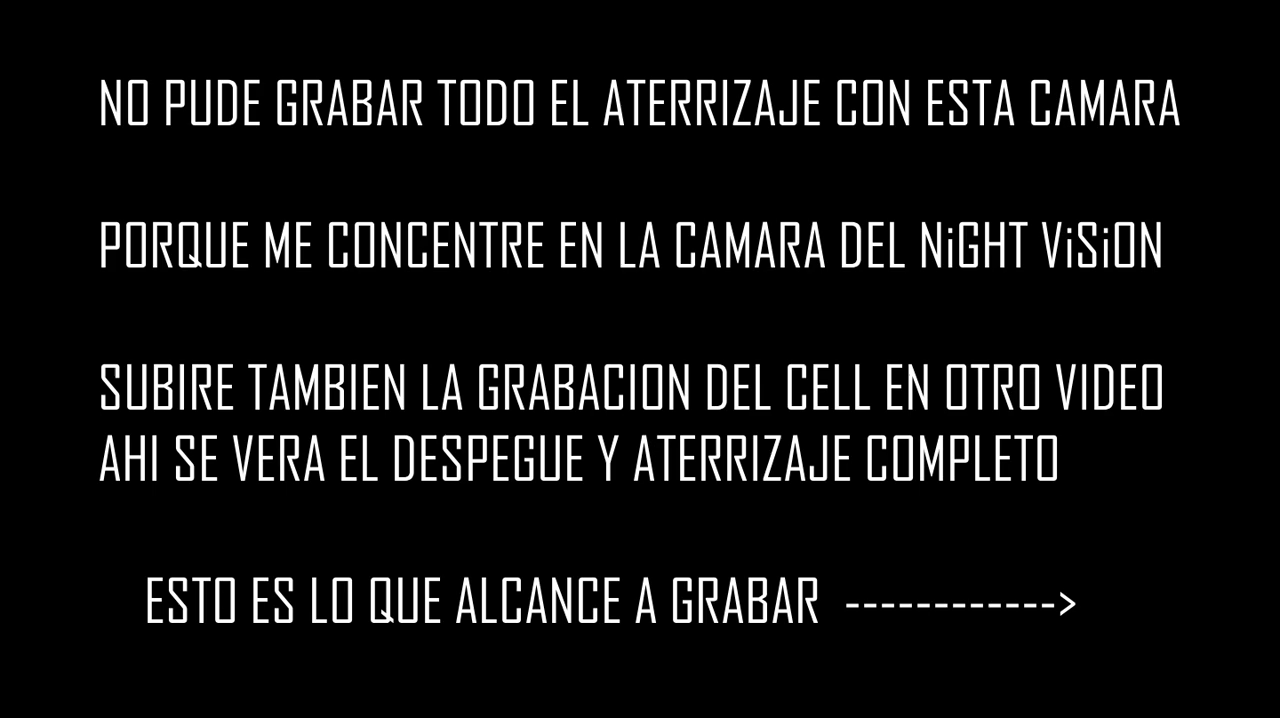 NO PUDE GRABAR TODO EL ATERRIZAJE CON ESTA CAMARA
PORQUE ME CONCENTRE EN LA CAMARA DEL NiGHT ViSiON
SUBIRE TAMBIEN LA GRABACION DEL CELL EN OTRO VIDEO
AHI SE VERA EL DESPEGUE Y ATERRIZAJE COMPLETO
ESTO ES LO QUE ALCANCE A GRABAR ------------>